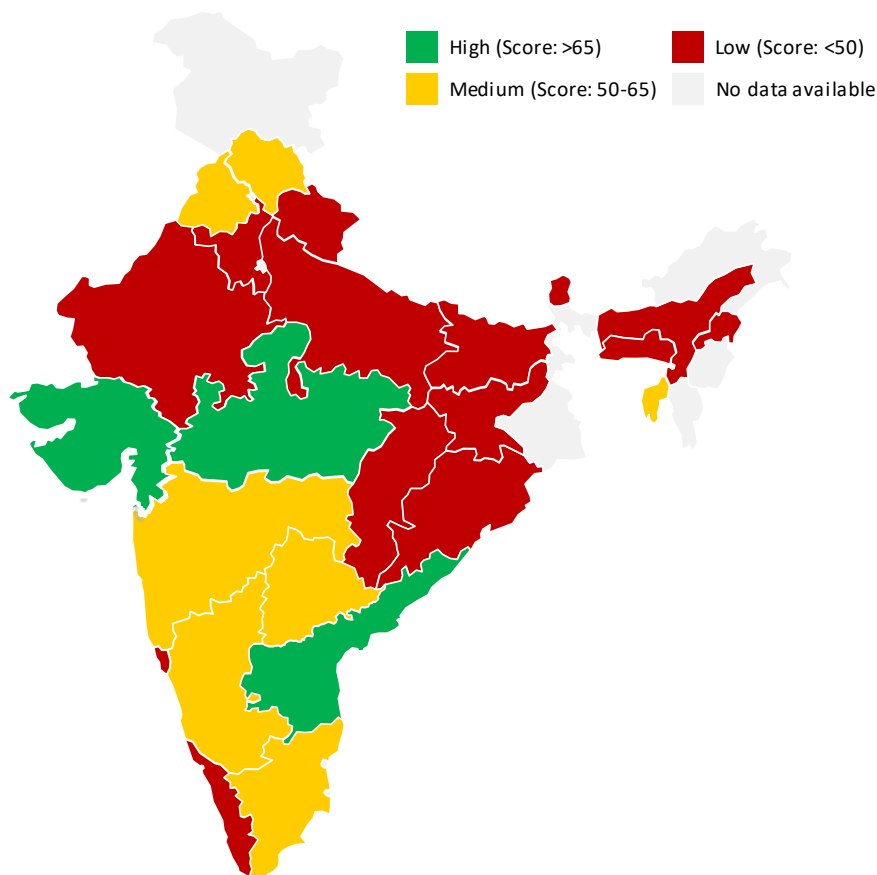 High (Score: >65)
Low (Score: <50)
Medium (Score: 50-65)
No data available